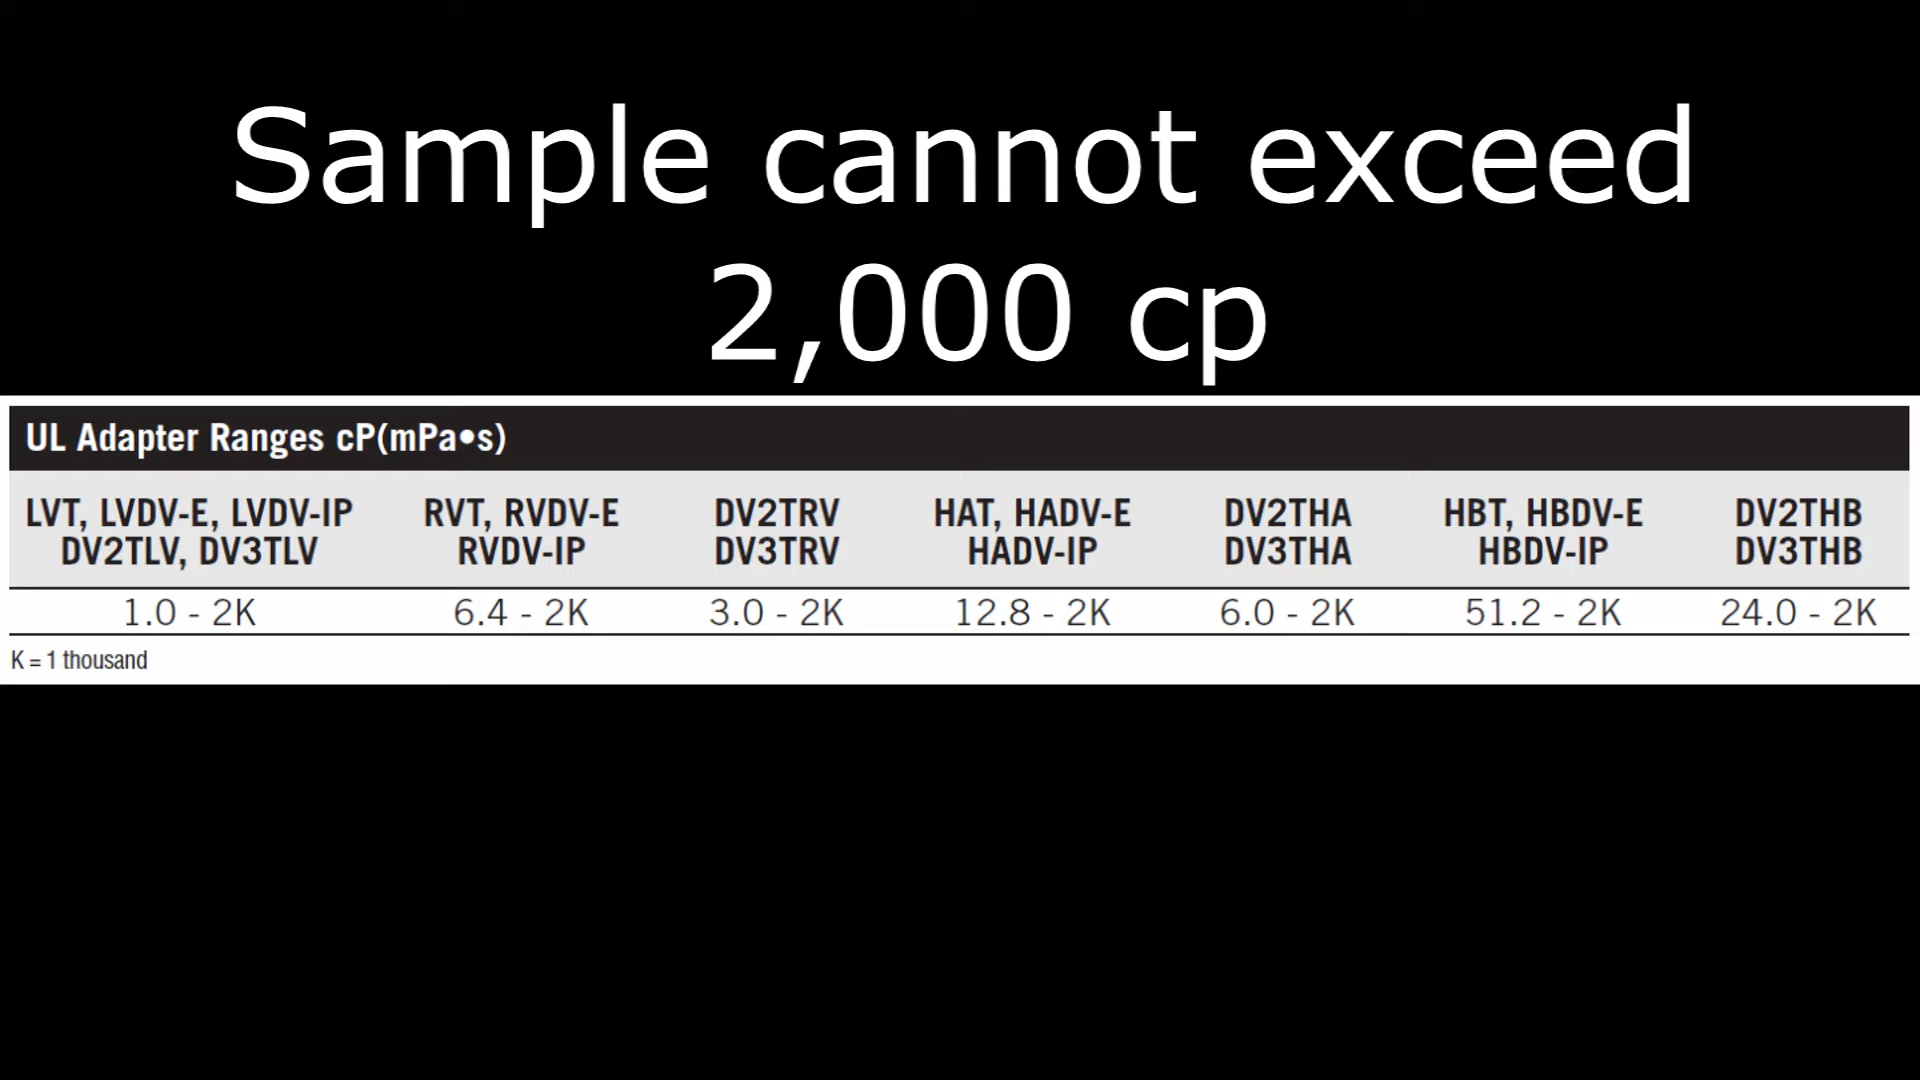 Sample cannot exceed
2,000 cp
UL Adapter Ranges cP(mPa•s)
LVT, LVDV-E, LVDV-IP RVT, RVDV-E DV2TRV HAT, HADV-E DV2THA HBT, HBDV-E DV2THB
DV2TLV, DV3TLV RVDV-IP DV3TRV HADV-IP DV3THA HBDV-IP DV3THB
1.0 - 2K 6.4 - 2K 3.0 - 2K 12.8 - 2K 6.0 - 2K 51.2 - 2K 24.0 - 2K
K = 1 thousand